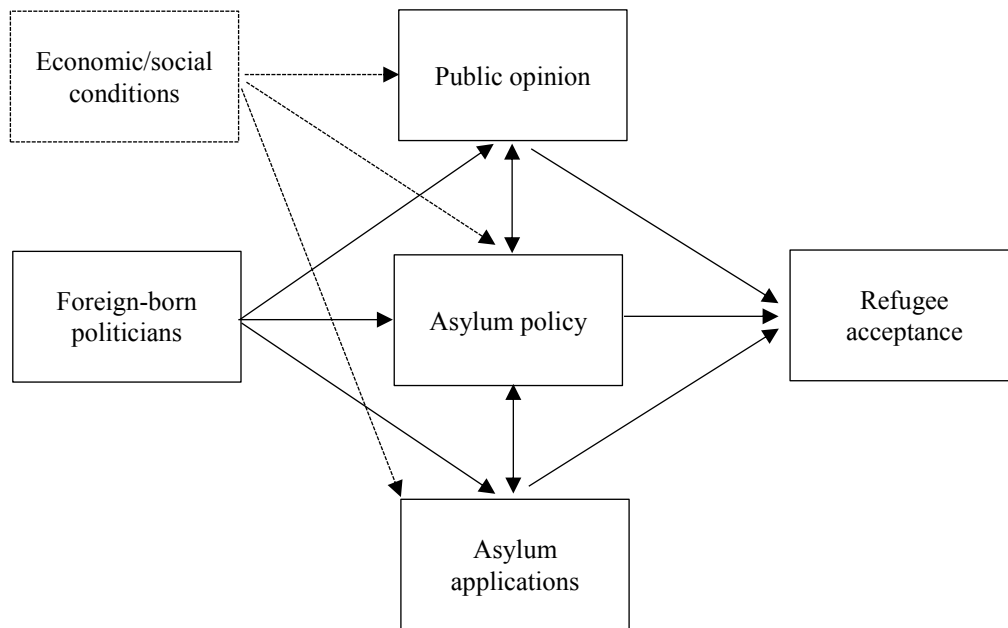 Economic/social
conditions
Public opinion
Foreign-born
politicians
Asylum policy
Refugee
acceptance
Asylum
applications